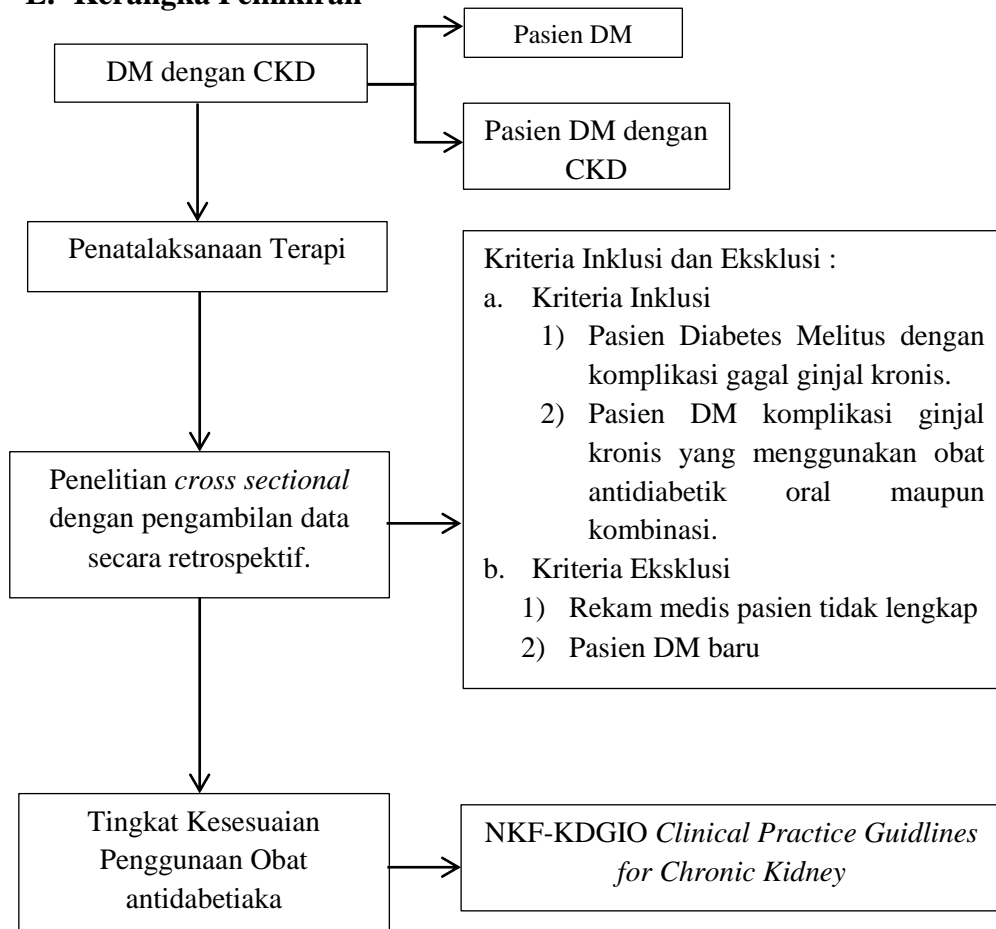 E. Kerangka Pemikiran
Pasien DM
DM dengan CKD
Pasien DM dengan
CKD
Penatalaksanaan Terapi
Kriteria Inklusi dan Eksklusi :
a. Kriteria Inklusi
1) Pasien Diabetes Melitus dengan
komplikasi gagal ginjal kronis.
2) Pasien DM komplikasi ginjal
kronis yang menggunakan obat
antidiabetik oral maupun
kombinasi.
b. Kriteria Eksklusi
1) Rekam medis pasien tidak lengkap
2) Pasien DM baru
Penelitian cross sectional
dengan pengambilan data
secara retrospektif.
Tingkat Kesesuaian
Penggunaan Obat
antidabetiaka
NKF-KDGIO Clinical Practice Guidlines
for Chronic Kidney